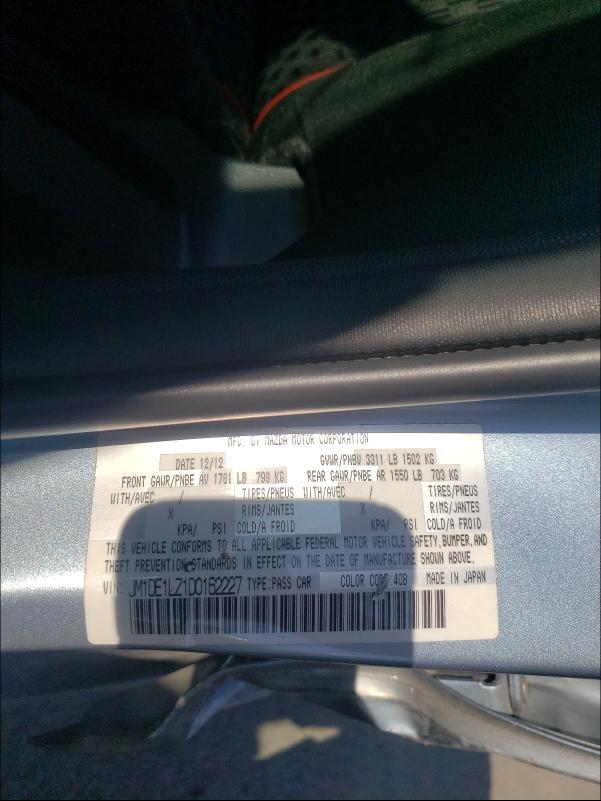 MFD. BY MAZDA MOTOR CORPORATION
DATE 12/12 GVWR/PNBV 3311 LB 1502 KG
FRONT GAWR/PNBE AV 1761 LB 799 KG REAR GAWR/PNBE AR 1550 LB 703 KG
WITH/AVEC / TIRES/PNEUS WITH/AVEC / TIRES/PNEUS
X RIMS/JANTES X RIMS/JANTES
KPA/ PSI COLD/A FROID KPA/ PSI COLD/A FROID
THIS VEHICLE CONFORMS TO ALL APPLICABLE FEDERAL MOTOR VEHICLE SAFETY, BUMPER, AND
THEFT PREVENTION STANDARDS IN EFFECT ON THE DATE OF MANUFACTURE SHOWN ABOVE.
VIN: JM1DE1LZ1D0162227 TYPE: PASS CAR COLOR CODE 40B MADE IN JAPAN